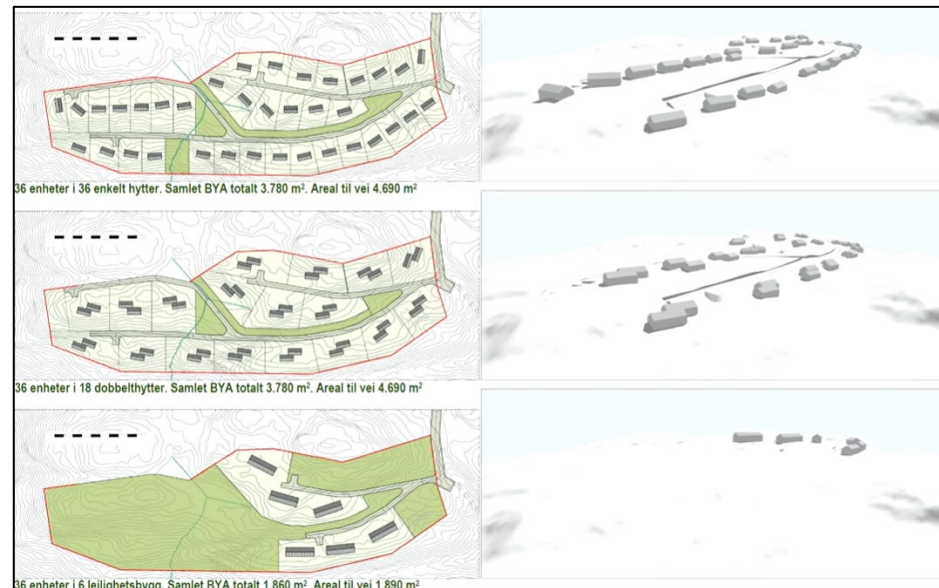 36 enheter i 36 enkelt hytter. Samlet BYA totalt 3.780 m². Areal til vei 4.690 m²
36 enheter i 18 dobbelthytter. Samlet BYA totalt 3.780 m². Areal til vei 4.690 m²
36 enheter i 6 leilighetsbygg. Samlet BYA totalt 1.860 m². Areal til vei 1.890 m²